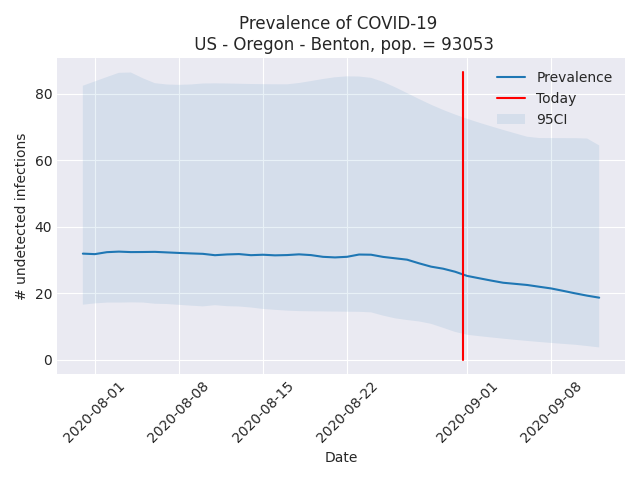 Prevalence of COVID-19
US - Oregon - Benton, pop. = 93053
Prevalence
Today
95CI
# undetected infections
80
60
40
20
0
2020-08-01
2020-08-08
2020-08-15
2020-08-22
2020-09-01
2020-09-08
Date